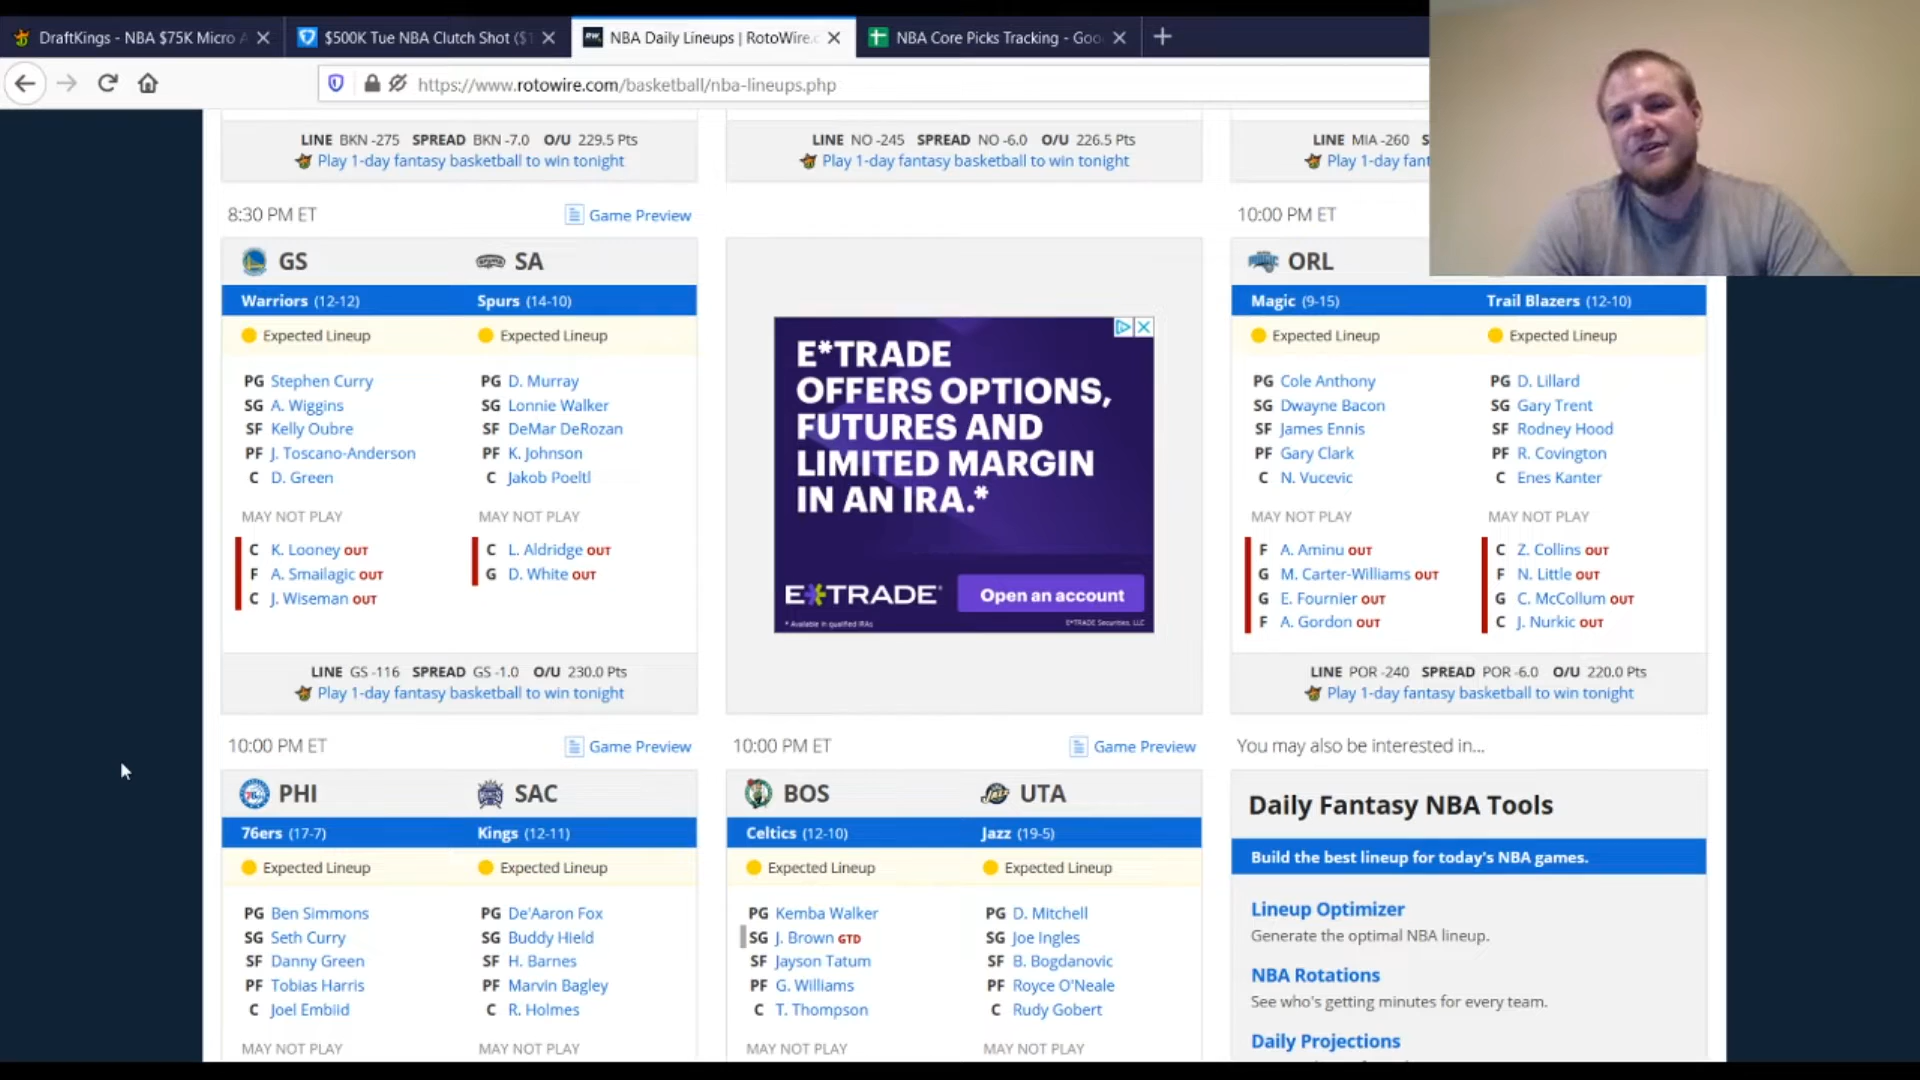 DraftKings - NBA $75K Micro
$500K Tue NBA Clutch Shot ($1
NBA Daily Lineups | RotoWire.c
NBA Core Picks Tracking - Goo
https://www.rotowire.com/basketball/nba-lineups.php
LINE BKN -275 SPREAD BKN -7.0 O/U 229.5 Pts
Play 1-day fantasy basketball to win tonight
LINE NO -245 SPREAD NO -6.0 O/U 226.5 Pts
Play 1-day fantasy basketball to win tonight
LINE MIA -260 S
Play 1-day fant
8:30 PM ET
Game Preview
GS
SA
Warriors (12-12)
Spurs (14-10)
Expected Lineup
Expected Lineup
PG Stephen Curry
SG A. Wiggins
SF Kelly Oubre
PF J. Toscano-Anderson
C D. Green
PG D. Murray
SG Lonnie Walker
SF DeMar DeRozan
PF K. Johnson
C Jakob Poeltl
MAY NOT PLAY
C K. Looney OUT
F A. Smailagic OUT
C J. Wiseman OUT
MAY NOT PLAY
C L. Aldridge OUT
G D. White OUT
LINE GS -116 SPREAD GS -1.0 O/U 230.0 Pts
Play 1-day fantasy basketball to win tonight
E*TRADE
OFFERS OPTIONS,
FUTURES AND
LIMITED MARGIN
IN AN IRA.*
E*TRADE
Open an account
* Available in qualified IRAs
E*TRADE Securities, LLC
10:00 PM ET
ORL
Magic (9-15)
Trail Blazers (12-10)
Expected Lineup
Expected Lineup
PG Cole Anthony
SG Dwayne Bacon
SF James Ennis
PF Gary Clark
C N. Vucevic
PG D. Lillard
SG Gary Trent
SF Rodney Hood
PF R. Covington
C Enes Kanter
MAY NOT PLAY
F A. Aminu OUT
G M. Carter-Williams OUT
G E. Fournier OUT
F A. Gordon OUT
MAY NOT PLAY
C Z. Collins OUT
F N. Little OUT
G C. McCollum OUT
C J. Nurkic OUT
LINE POR -240 SPREAD POR -6.0 O/U 220.0 Pts
Play 1-day fantasy basketball to win tonight
10:00 PM ET
Game Preview
PHI
SAC
76ers (17-7)
Kings (12-11)
Expected Lineup
Expected Lineup
PG Ben Simmons
SG Seth Curry
SF Danny Green
PF Tobias Harris
C Joel Embiid
PG De'Aaron Fox
SG Buddy Hield
SF H. Barnes
PF Marvin Bagley
C R. Holmes
MAY NOT PLAY
MAY NOT PLAY
10:00 PM ET
Game Preview
BOS
UTA
Celtics (12-10)
Jazz (19-5)
Expected Lineup
Expected Lineup
PG Kemba Walker
SG J. Brown GTD
SF Jayson Tatum
PF G. Williams
C T. Thompson
PG D. Mitchell
SG Joe Ingles
SF B. Bogdanovic
PF Royce O'Neale
C Rudy Gobert
MAY NOT PLAY
MAY NOT PLAY
You may also be interested in...
Daily Fantasy NBA Tools
Build the best lineup for today's NBA games.
Lineup Optimizer
Generate the optimal NBA lineup.
NBA Rotations
See who's getting minutes for every team.
Daily Projections